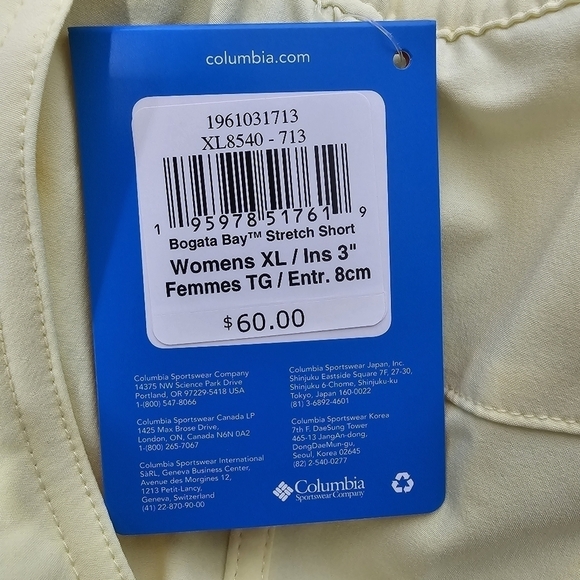 columbia.com
1961031713
XL8540 - 713
1 95978 51761 9
Bogata Bay™ Stretch Short
Womens XL / Ins 3"
Femmes TG / Entr. 8cm
$60.00
Columbia Sportswear Company
14375 NW Science Park Drive
Portland, OR 97229-5418 USA
1-(800) 547-8066
Columbia Sportswear Canada LP
1425 Max Brose Drive,
London, ON, Canada N6N 0A2
1-(800) 265-7067
Columbia Sportswear International
SàRL, Geneva Business Center,
Avenue des Morgines 12,
1213 Petit-Lancy,
Geneva, Switzerland
(41) 22-870-90-00
Columbia Sportswear Japan, Inc.
Shinjuku Eastside Square 7F, 27-30,
Shinjuku 6-Chome, Shinjuku-ku
Tokyo, Japan 160-0022
(81) 3-6892-4601
Columbia Sportswear Korea
7th F. DaeSung Tower
465-13 JangAn-dong,
DongDaeMun-gu,
Seoul, Korea 02645
(82) 2-540-0277
Columbia
Sportswear Company